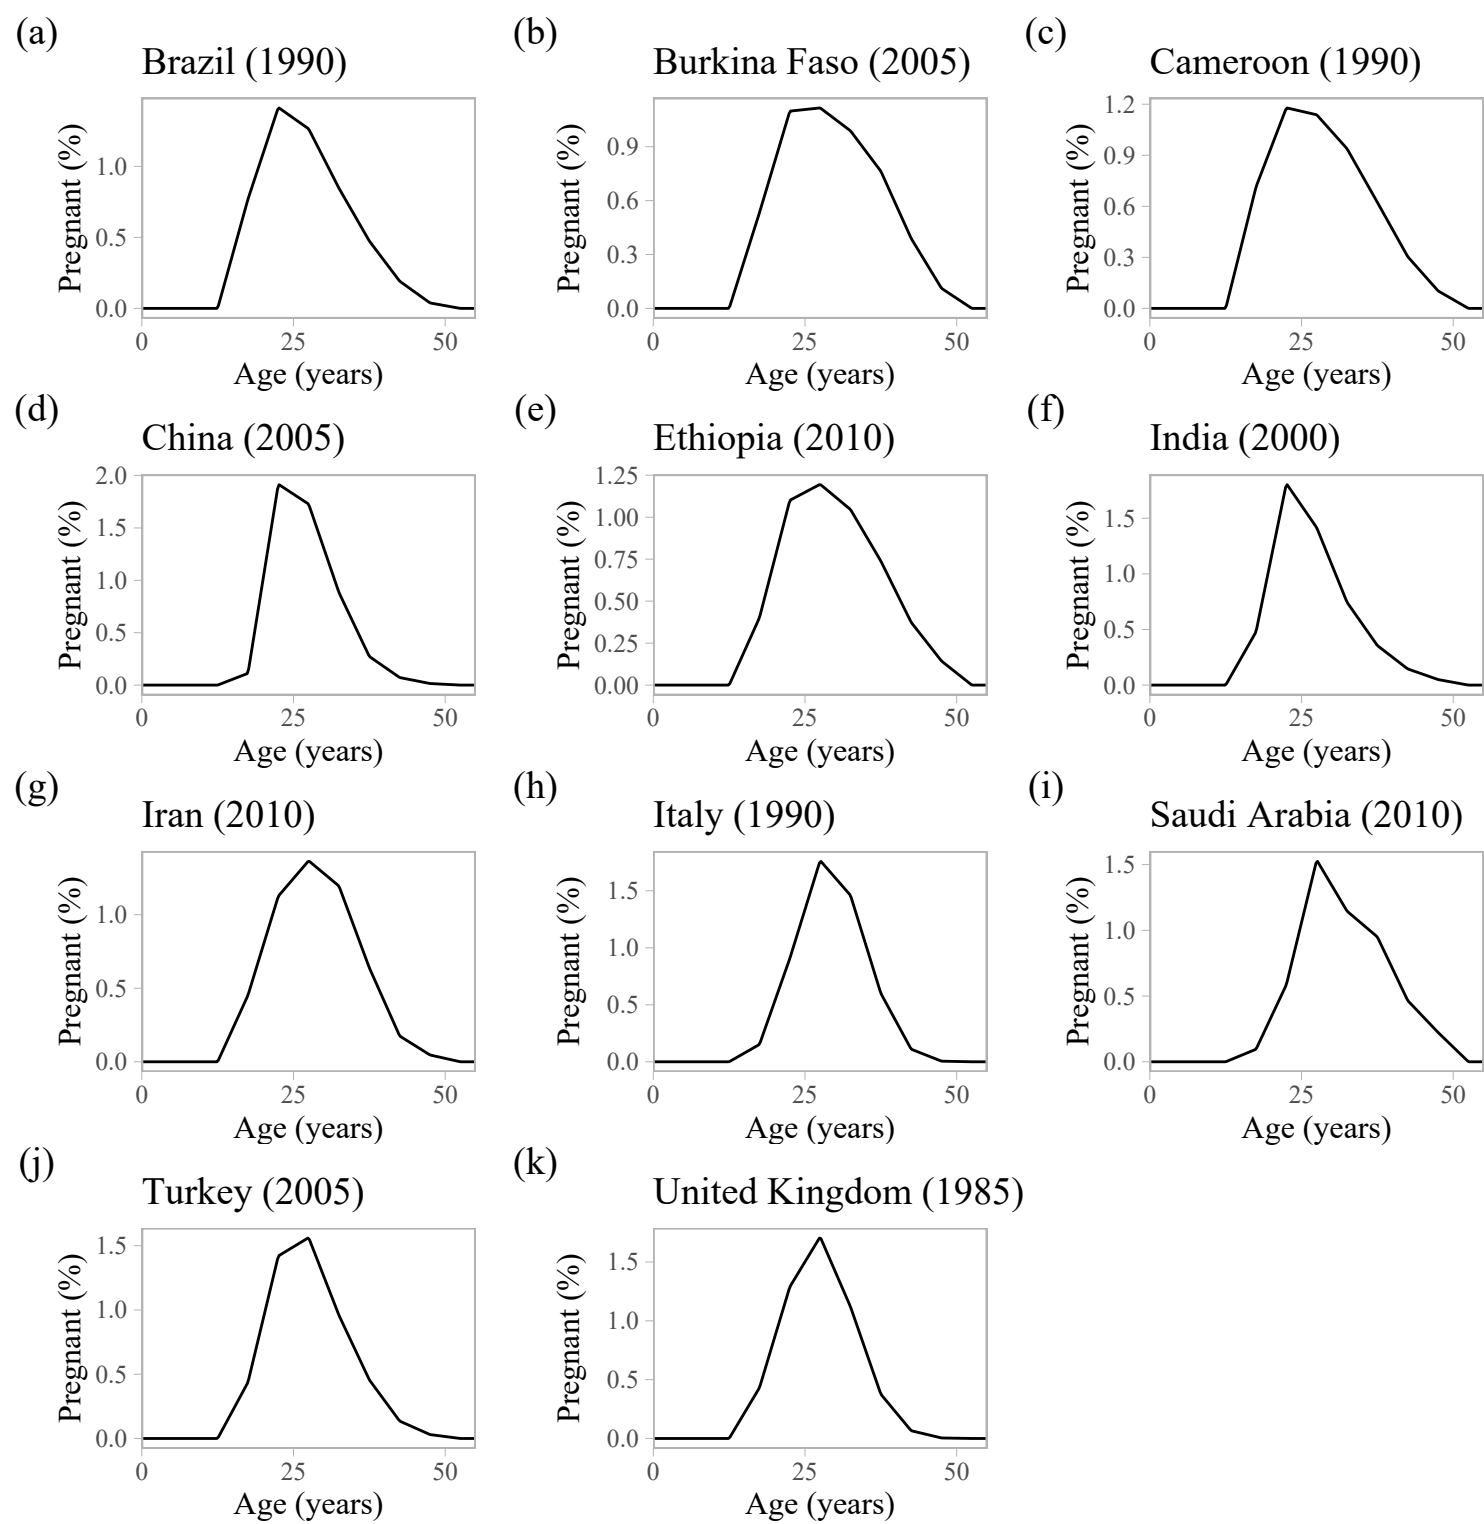 (a)
Brazil (1990)
Pregnant (%)
1.0
0.5
0.0
0 25 50
Age (years)
(b)
Burkina Faso (2005)
Pregnant (%)
0.9
0.6
0.3
0.0
0 25 50
Age (years)
(c)
Cameroon (1990)
Pregnant (%)
1.2
0.9
0.6
0.3
0.0
0 25 50
Age (years)
(d)
China (2005)
Pregnant (%)
2.0
1.5
1.0
0.5
0.0
0 25 50
Age (years)
(e)
Ethiopia (2010)
Pregnant (%)
1.25
1.00
0.75
0.50
0.25
0.00
0 25 50
Age (years)
(f)
India (2000)
Pregnant (%)
1.5
1.0
0.5
0.0
0 25 50
Age (years)
(g)
Iran (2010)
Pregnant (%)
1.0
0.5
0.0
0 25 50
Age (years)
(h)
Italy (1990)
Pregnant (%)
1.5
1.0
0.5
0.0
0 25 50
Age (years)
(i)
Saudi Arabia (2010)
Pregnant (%)
1.5
1.0
0.5
0.0
0 25 50
Age (years)
(j)
Turkey (2005)
Pregnant (%)
1.5
1.0
0.5
0.0
0 25 50
Age (years)
(k)
United Kingdom (1985)
Pregnant (%)
1.5
1.0
0.5
0.0
0 25 50
Age (years)